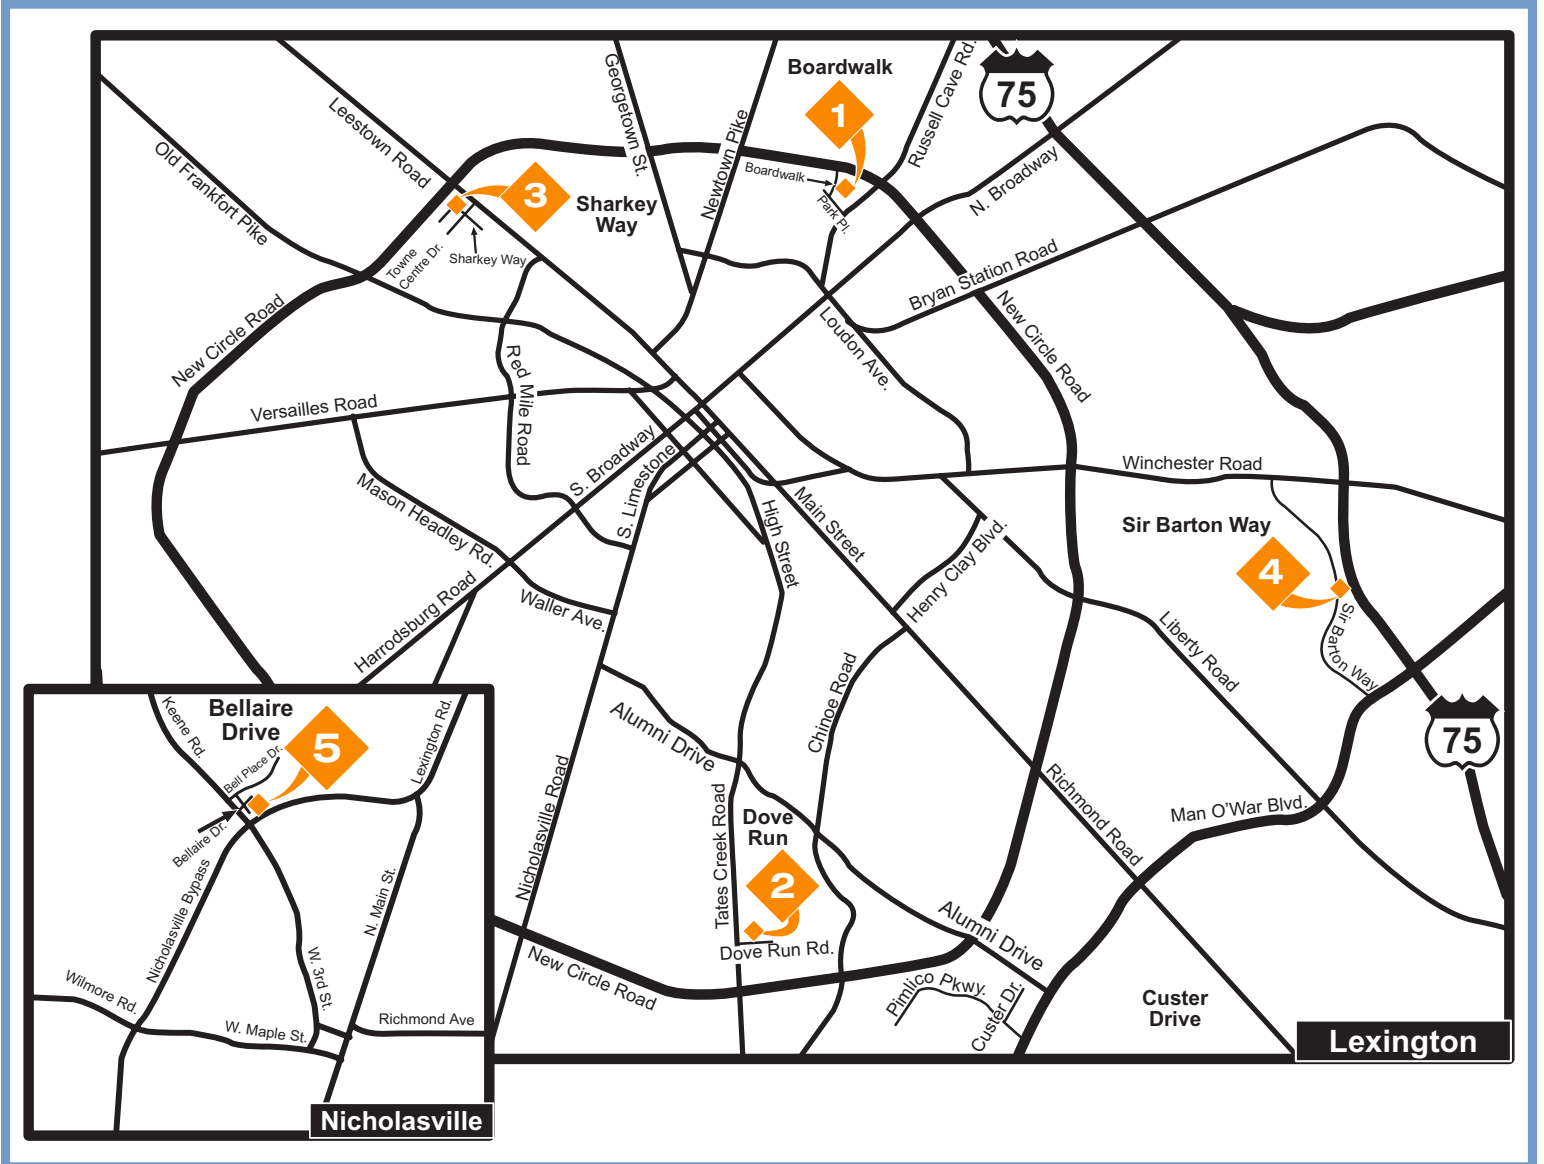 Boardwalk
1
75
Georgetown St.
Newtown Pike
Russell Cave Rd.
Leestown Road
Old Frankfort Pike
3
Sharkey
Way
Boardwalk
Park Pl.
N. Broadway
Towne
Centre Dr.
Sharkey Way
Bryan Station Road
New Circle Road
New Circle Road
Loudon Ave.
Red Mile Road
Versailles Road
S. Broadway
S. Limestone
Winchester Road
Mason Headley Rd.
High Street
Main Street
Sir Barton Way
4
Henry Clay Blvd.
Harrodsburg Road
Waller Ave.
Liberty Road
Sir Barton Way
Chinoe Road
Alumni Drive
75
Nicholasville Road
Tates Creek Road
Dove
Run
2
Richmond Road
Man O'War Blvd.
Dove Run Rd.
Alumni Drive
New Circle Road
Pimlico Pkwy.
Custer Dr.
Custer
Drive
Lexington
Keene Rd.
Bellaire
Drive
5
Bell Place Dr.
Lexington Rd.
Bellaire Dr.
Nicholasville Bypass
N. Main St.
W. 3rd St.
Wilmore Rd.
W. Maple St.
Richmond Ave
Nicholasville